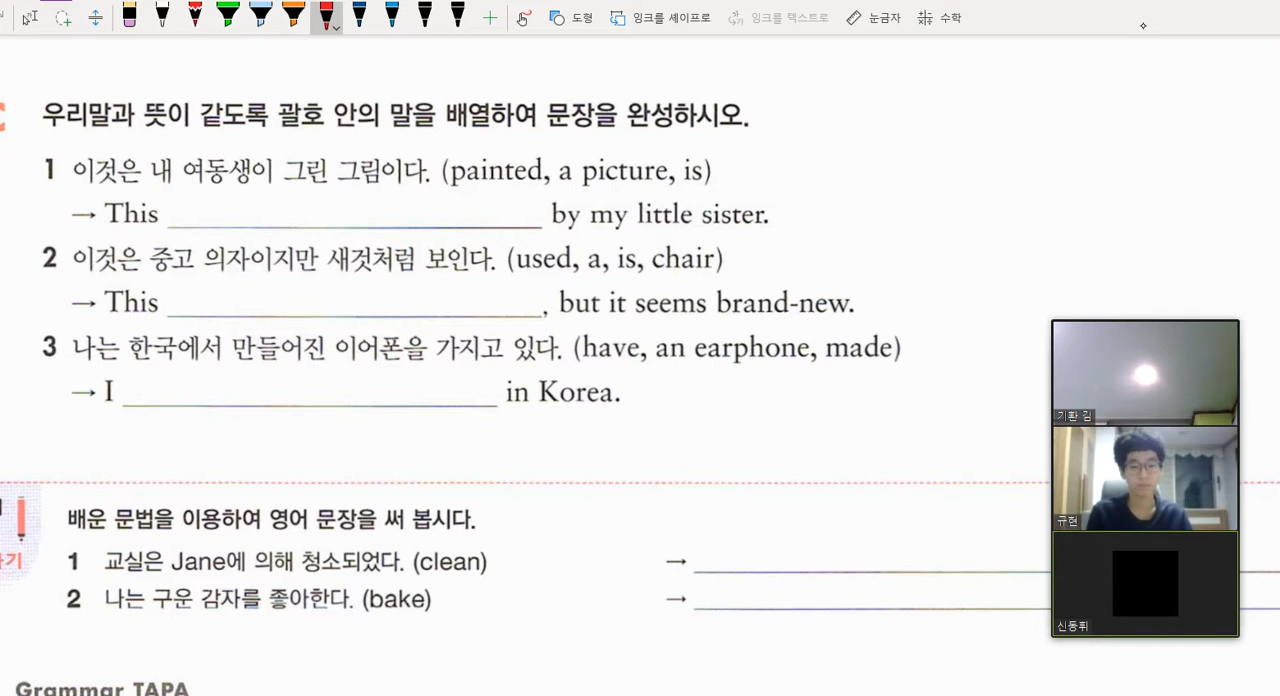 도형 잉크를 셰이프로 잉크를 텍스트로 눈금자 수학
우리말과 뜻이 같도록 괄호 안의 말을 배열하여 문장을 완성하시오.
1 이것은 내 여동생이 그린 그림이다. (painted, a picture, is)
→ This by my little sister.
2 이것은 중고 의자이지만 새것처럼 보인다. (used, a, is, chair)
→ This , but it seems brand-new.
3 나는 한국에서 만들어진 이어폰을 가지고 있다. (have, an earphone, made)
→ I in Korea.
기환 김
규현
신동휘
배운 문법을 이용하여 영어 문장을 써 봅시다.
1 교실은 Jane에 의해 청소되었다. (clean) →
2 나는 구운 감자를 좋아한다. (bake) →
Grammar TAPA